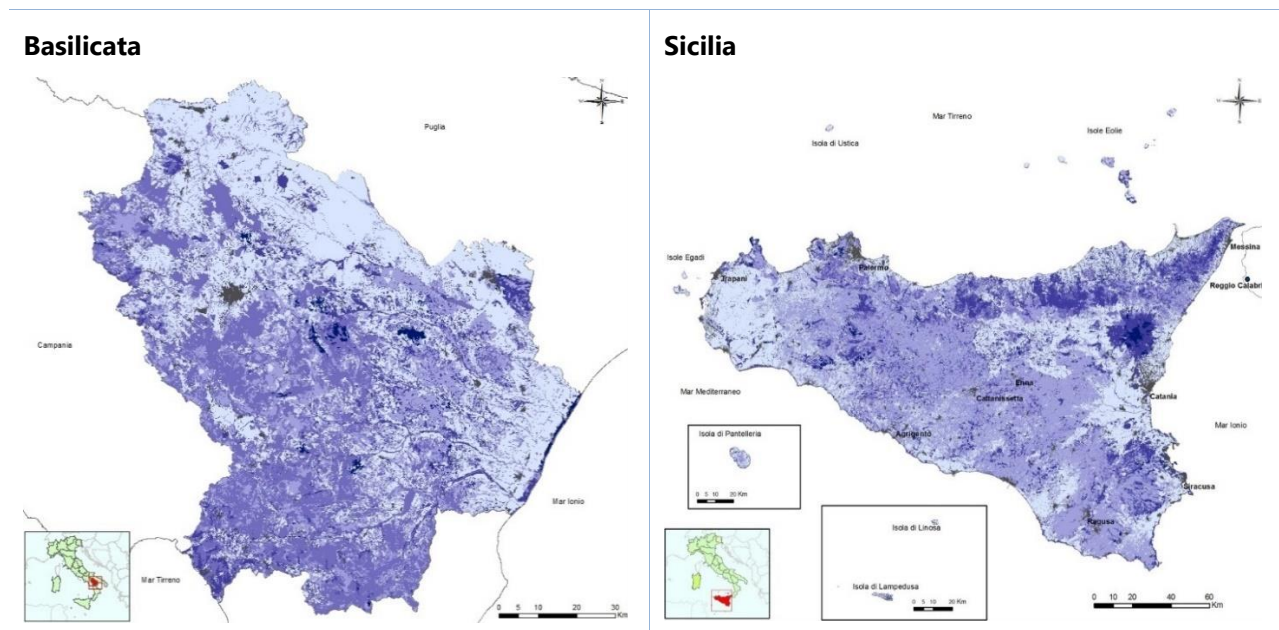 Basilicata
Puglia
Campania
Mar Ionio
Mar Tirreno
0 5 10 20 30
Km
Sicilia
Mar Tirreno
Isola di Ustica
Isole Eolie
Isole Egadi
Messina
Palermo
Trapani
Reggio Calabri
Mar Mediterraneo
Enna
Caltanissetta
Catania
Agrigento
Mar Ionio
Isola di Pantelleria
0 5 10 20 Km
Siracusa
Ragusa
Isola di Linosa
Isola di Lampedusa
0 5 10 20
Km
0 10 20 40 60
Km